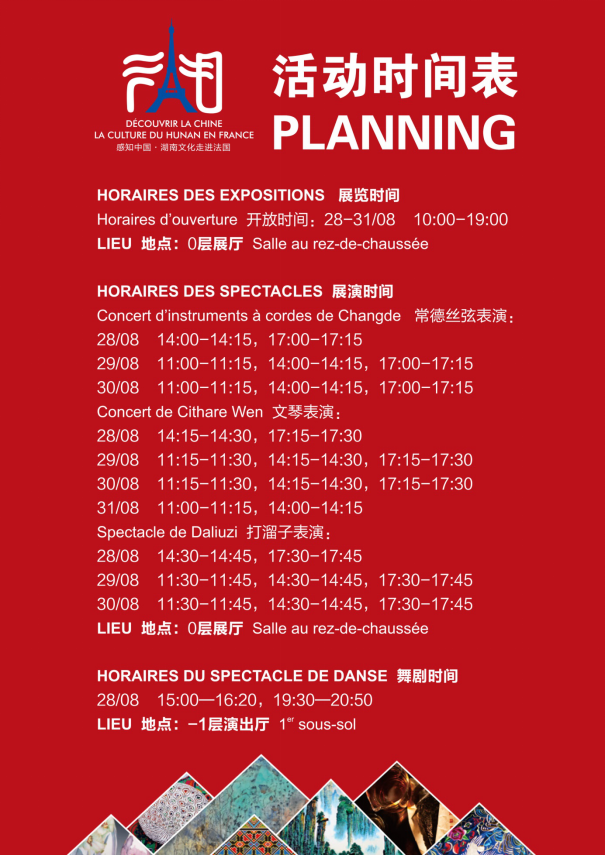 活动时间表
PLANNING
DÉCOUVRIR LA CHINE
LA CULTURE DU HUNAN EN FRANCE
感知中国·湖南文化走进法国
HORAIRES DES EXPOSITIONS 展览时间
Horaires d'ouverture 开放时间：28-31/08 10:00-19:00
LIEU 地点：0层展厅 Salle au rez-de-chaussée
HORAIRES DES SPECTACLES 展演时间
Concert d'instruments à cordes de Changde 常德丝弦表演：
28/08 14:00-14:15，17:00-17:15
29/08 11:00-11:15，14:00-14:15，17:00-17:15
30/08 11:00-11:15，14:00-14:15，17:00-17:15
Concert de Cithare Wen 文琴表演：
28/08 14:15-14:30，17:15-17:30
29/08 11:15-11:30，14:15-14:30，17:15-17:30
30/08 11:15-11:30，14:15-14:30，17:15-17:30
31/08 11:00-11:15，14:00-14:15
Spectacle de Daliuzi 打溜子表演：
28/08 14:30-14:45，17:30-17:45
29/08 11:30-11:45，14:30-14:45，17:30-17:45
30/08 11:30-11:45，14:30-14:45，17:30-17:45
LIEU 地点：0层展厅 Salle au rez-de-chaussée
HORAIRES DU SPECTACLE DE DANSE 舞剧时间
28/08 15:00—16:20，19:30—20:50
LIEU 地点：-1层演出厅 1er sous-sol